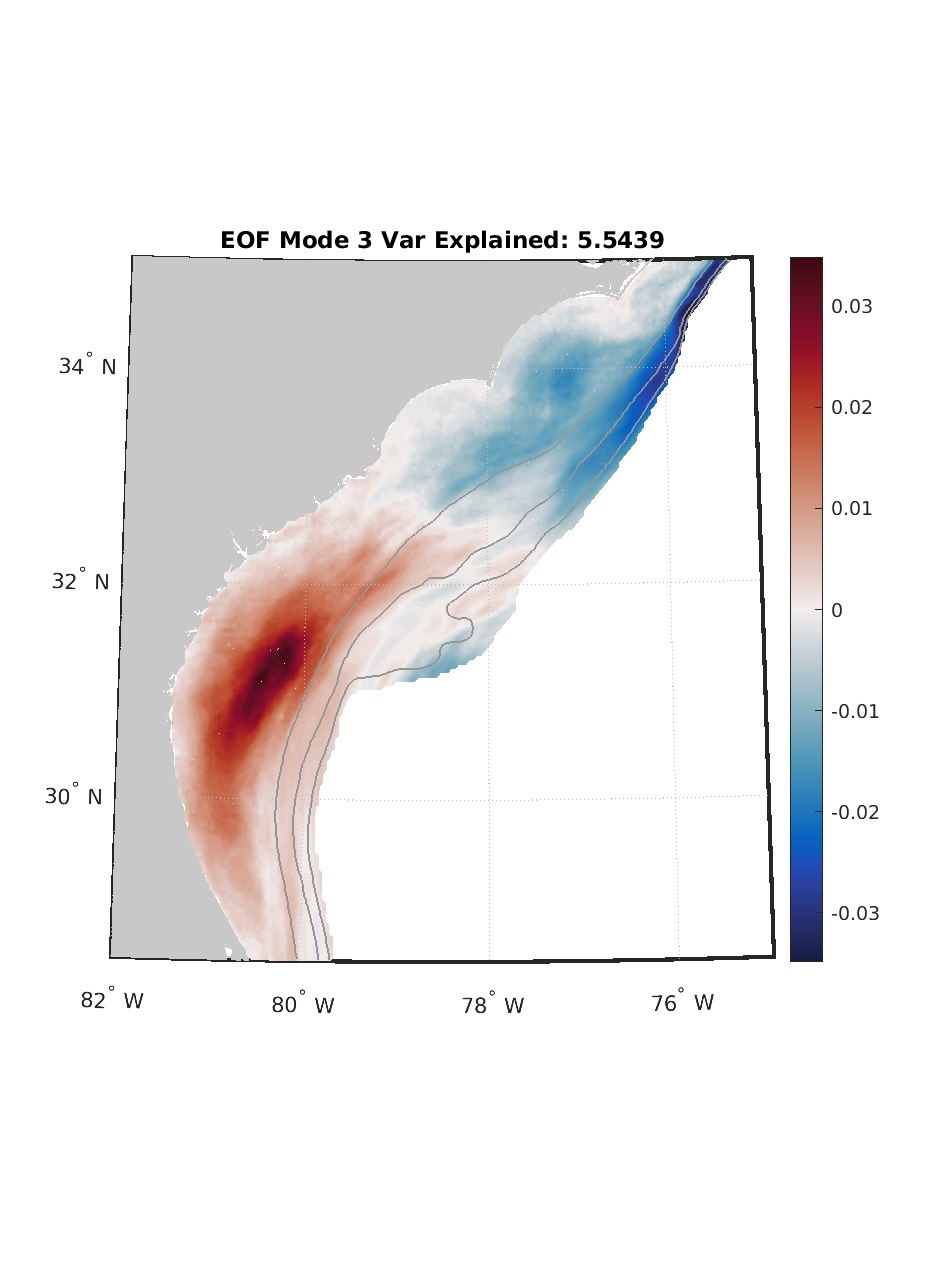 EOF Mode 3 Var Explained: 5.5439
34° N
32° N
30° N
82° W
80° W
78° W
76° W
0.03
0.02
0.01
0
-0.01
-0.02
-0.03